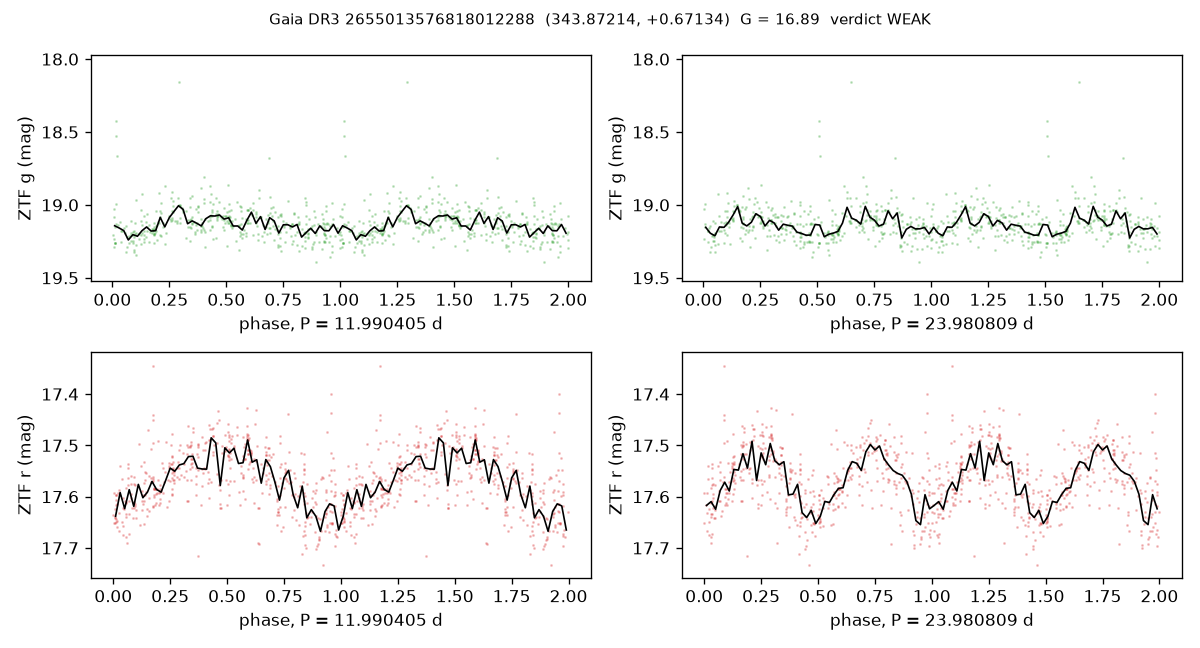 Gaia DR3 2655013576818012288 (343.87214, +0.67134) G = 16.89 verdict WEAK
ZTF g (mag)
18.0
18.5
19.0
19.5
0.00 0.25 0.50 0.75 1.00 1.25 1.50 1.75 2.00
phase, P = 11.990405 d
ZTF g (mag)
18.0
18.5
19.0
19.5
0.00 0.25 0.50 0.75 1.00 1.25 1.50 1.75 2.00
phase, P = 23.980809 d
ZTF r (mag)
17.4
17.5
17.6
17.7
0.00 0.25 0.50 0.75 1.00 1.25 1.50 1.75 2.00
phase, P = 11.990405 d
ZTF r (mag)
17.4
17.5
17.6
17.7
0.00 0.25 0.50 0.75 1.00 1.25 1.50 1.75 2.00
phase, P = 23.980809 d